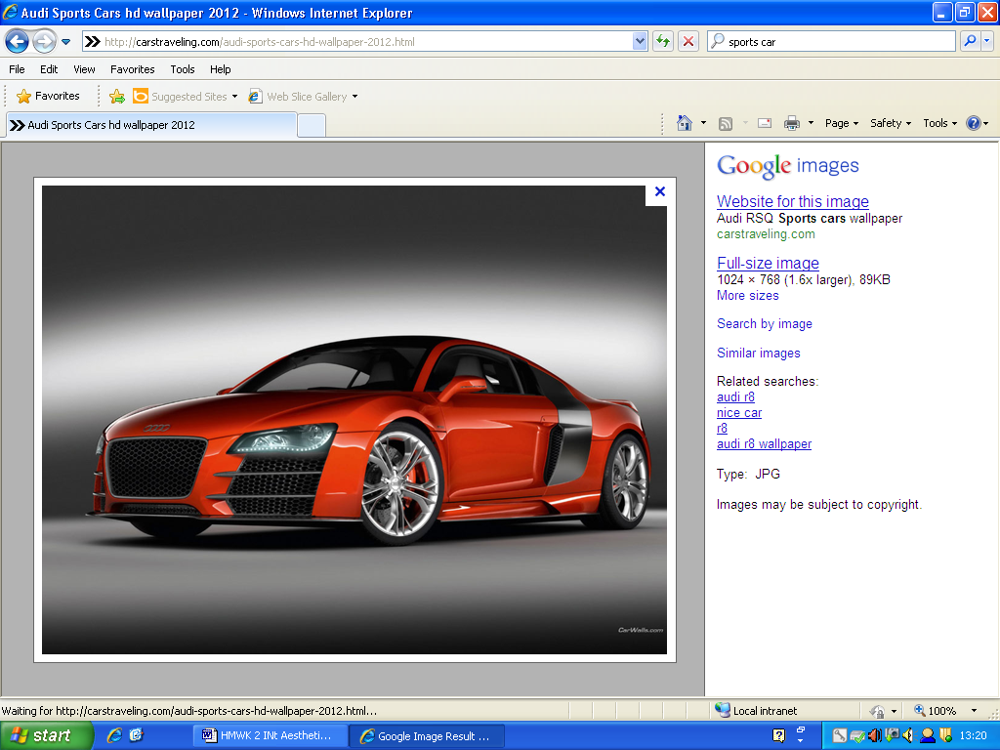 Audi Sports Cars hd wallpaper 2012 - Windows Internet Explorer
http://carstraveling.com/audi-sports-cars-hd-wallpaper-2012.html
sports car
File Edit View Favorites Tools Help
Favorites Suggested Sites Web Slice Gallery
Audi Sports Cars hd wallpaper 2012
Page Safety Tools
Google images
Website for this image
Audi RSQ Sports cars wallpaper
carstraveling.com
Full-size image
1024 × 768 (1.6x larger), 89KB
More sizes
Search by image
Similar images
Related searches:
audi r8
nice car
r8
audi r8 wallpaper
Type: JPG
Images may be subject to copyright.
CarWalls.com
Waiting for http://carstraveling.com/audi-sports-cars-hd-wallpaper-2012.html...
Local intranet
100%
start
HMWK 2 INt Aestheti...
Google Image Result ...
13:20